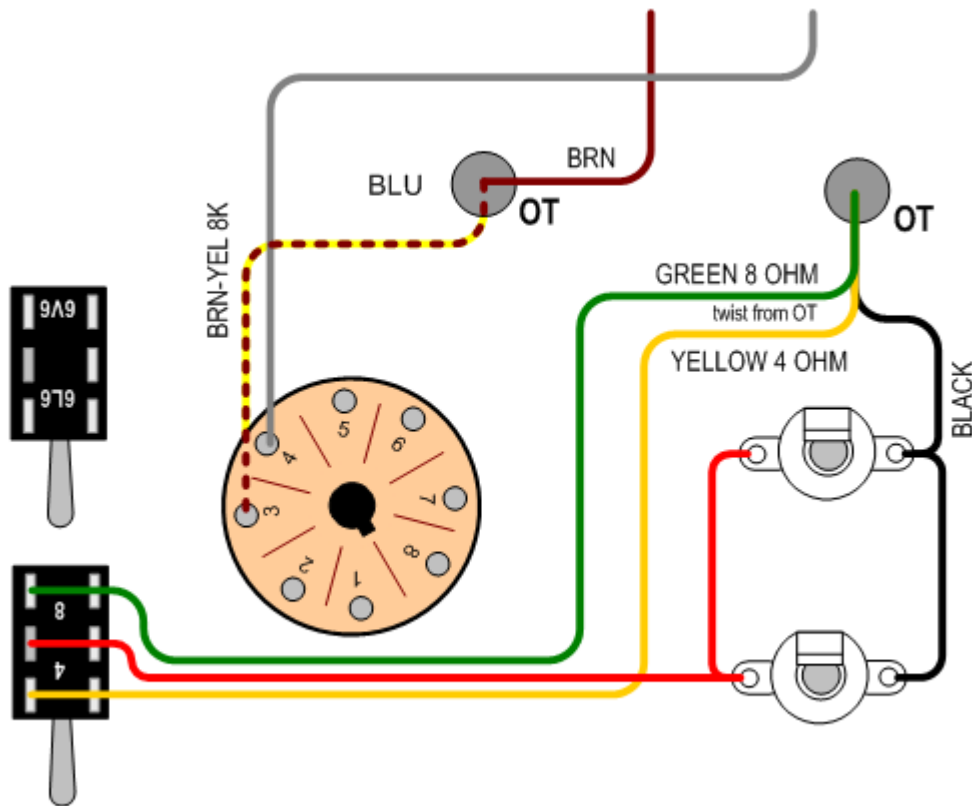 BRN
BLU
OT
OT
BRN-YEL 8K
GREEN 8 OHM
twist from OT
YELLOW 4 OHM
BLACK
6V6
6L6
5
6
4
7
3
8
2
1
8
4